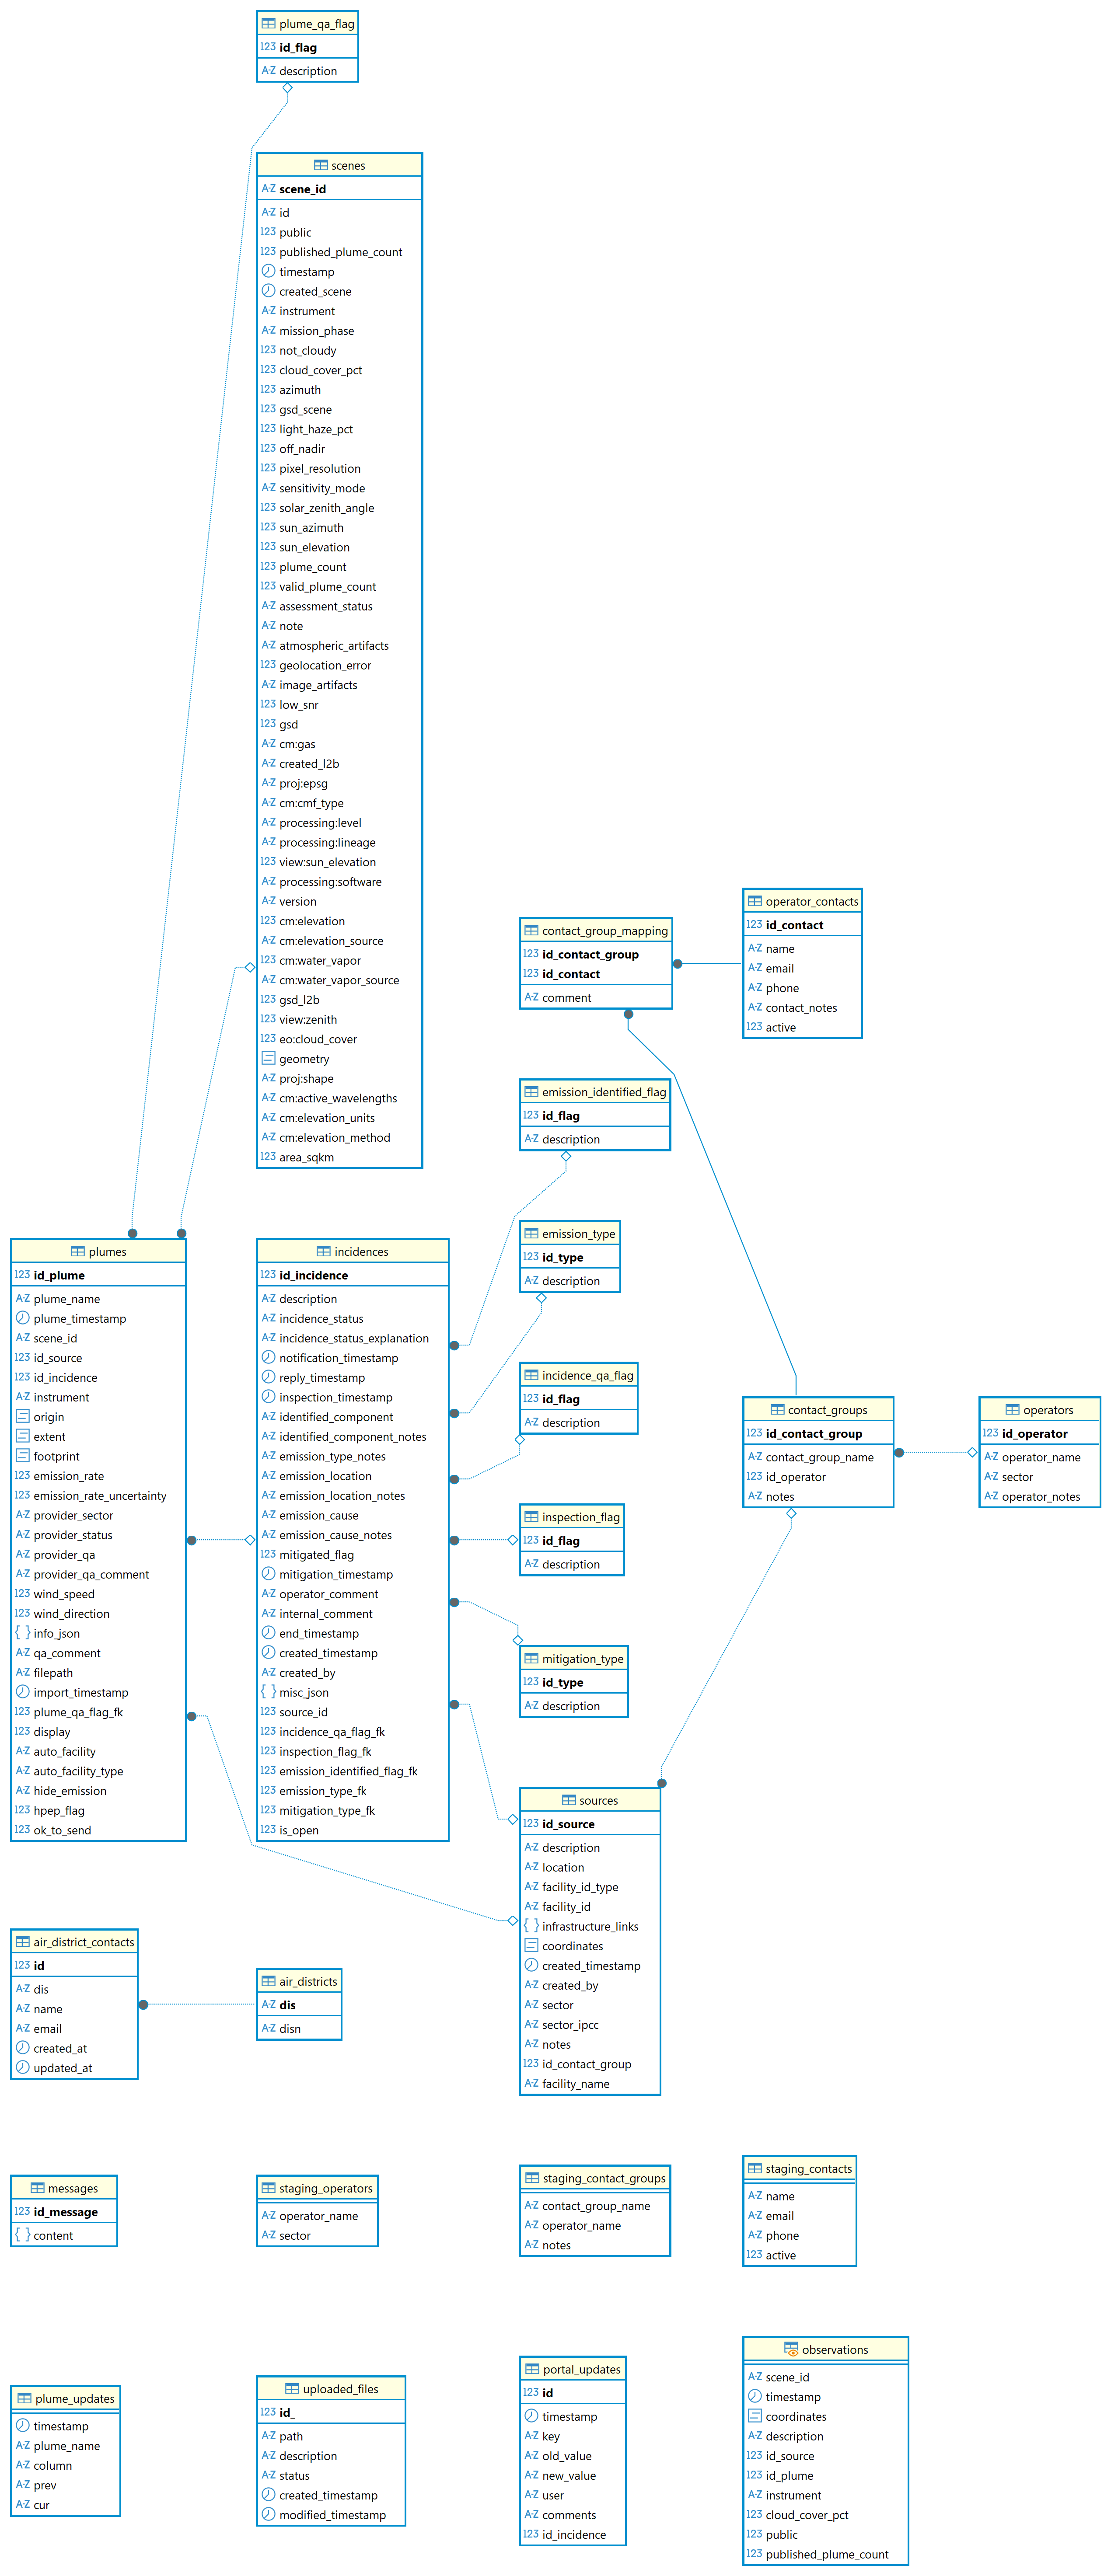 plume_qa_flag
123 id_flag
A-Z description
scenes
A-Z scene_id
A-Z id
123 public
123 published_plume_count
timestamp
created_scene
A-Z instrument
A-Z mission_phase
123 not_cloudy
123 cloud_cover_pct
123 azimuth
123 gsd_scene
123 light_haze_pct
123 off_nadir
123 pixel_resolution
A-Z sensitivity_mode
123 solar_zenith_angle
123 sun_azimuth
123 sun_elevation
123 plume_count
123 valid_plume_count
A-Z assessment_status
A-Z note
A-Z atmospheric_artifacts
123 geolocation_error
A-Z image_artifacts
123 low_snr
123 gsd
A-Z cm:gas
A-Z created_l2b
A-Z proj:epsg
A-Z cm:cmf_type
A-Z processing:level
A-Z processing:lineage
123 view:sun_elevation
A-Z processing:software
A-Z version
123 cm:elevation
A-Z cm:elevation_source
123 cm:water_vapor
A-Z cm:water_vapor_source
123 gsd_l2b
123 view:zenith
123 eo:cloud_cover
geometry
A-Z proj:shape
A-Z cm:active_wavelengths
A-Z cm:elevation_units
A-Z cm:elevation_method
123 area_sqkm
contact_group_mapping
123 id_contact_group
123 id_contact
A-Z comment
operator_contacts
123 id_contact
A-Z name
A-Z email
A-Z phone
A-Z contact_notes
123 active
emission_identified_flag
123 id_flag
A-Z description
plumes
123 id_plume
A-Z plume_name
plume_timestamp
A-Z scene_id
123 id_source
123 id_incidence
A-Z instrument
origin
extent
footprint
123 emission_rate
123 emission_rate_uncertainty
A-Z provider_sector
A-Z provider_status
A-Z provider_qa
A-Z provider_qa_comment
123 wind_speed
123 wind_direction
{ } info_json
A-Z qa_comment
A-Z filepath
import_timestamp
123 plume_qa_flag_fk
123 display
A-Z auto_facility
A-Z auto_facility_type
A-Z hide_emission
123 hpep_flag
123 ok_to_send
incidences
123 id_incidence
A-Z description
A-Z incidence_status
A-Z incidence_status_explanation
notification_timestamp
reply_timestamp
inspection_timestamp
A-Z identified_component
A-Z identified_component_notes
A-Z emission_type_notes
A-Z emission_location
A-Z emission_location_notes
A-Z emission_cause
A-Z emission_cause_notes
123 mitigated_flag
mitigation_timestamp
A-Z operator_comment
A-Z internal_comment
end_timestamp
created_timestamp
A-Z created_by
{ } misc_json
123 source_id
123 incidence_qa_flag_fk
123 inspection_flag_fk
123 emission_identified_flag_fk
123 emission_type_fk
123 mitigation_type_fk
123 is_open
emission_type
123 id_type
A-Z description
incidence_qa_flag
123 id_flag
A-Z description
inspection_flag
123 id_flag
A-Z description
mitigation_type
123 id_type
A-Z description
contact_groups
123 id_contact_group
A-Z contact_group_name
123 id_operator
A-Z notes
operators
123 id_operator
A-Z operator_name
A-Z sector
A-Z operator_notes
sources
123 id_source
A-Z description
A-Z location
A-Z facility_id_type
A-Z facility_id
{ } infrastructure_links
coordinates
created_timestamp
A-Z created_by
A-Z sector
A-Z sector_ipcc
A-Z notes
123 id_contact_group
A-Z facility_name
air_district_contacts
123 id
A-Z dis
A-Z name
A-Z email
created_at
updated_at
air_districts
A-Z dis
A-Z disn
messages
123 id_message
{ } content
staging_operators
A-Z operator_name
A-Z sector
staging_contact_groups
A-Z contact_group_name
A-Z operator_name
A-Z notes
staging_contacts
A-Z name
A-Z email
A-Z phone
123 active
plume_updates
timestamp
A-Z plume_name
A-Z column
A-Z prev
A-Z cur
uploaded_files
123 id_
A-Z path
A-Z description
A-Z status
created_timestamp
modified_timestamp
portal_updates
123 id
timestamp
A-Z key
A-Z old_value
A-Z new_value
A-Z user
A-Z comments
123 id_incidence
observations
A-Z scene_id
timestamp
coordinates
A-Z description
123 id_source
123 id_plume
A-Z instrument
123 cloud_cover_pct
123 public
123 published_plume_count